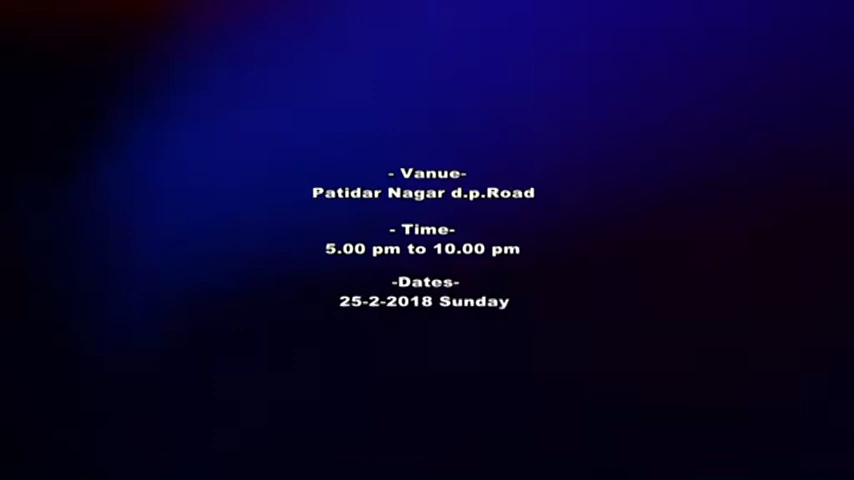 - Vanue-
Patidar Nagar d.p.Road
- Time-
5.00 pm to 10.00 pm
-Dates-
25-2-2018 Sunday